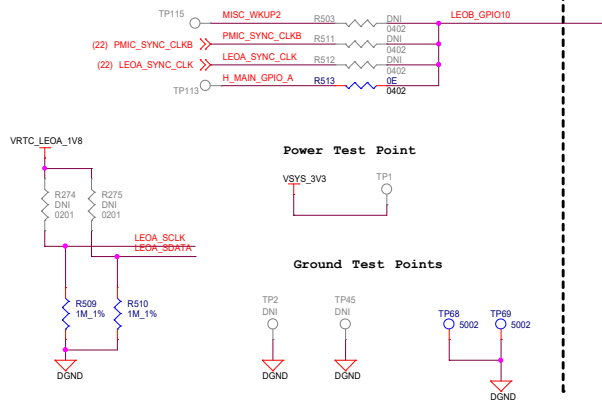 TP115 MISC_WKUP2 R503 DNI LEOB_GPIO10
0402
(22) PMIC_SYNC_CLKB PMIC_SYNC_CLKB R511 DNI
0402
(22) LEOA_SYNC_CLK LEOA_SYNC_CLK R512 DNI
0402
TP113 H_MAIN_GPIO_A R513 0E
0402
VRTC_LEOA_1V8
Power Test Point
VSYS_3V3 TP1
R274 R275
DNI DNI
0201 0201
LEOA_SCLK
LEOA_SDATA
Ground Test Points
R509 R510
1M_1% 1M_1%
TP2 TP45
DNI DNI
TP68 TP69
5002 5002
DGND DGND DGND
DGND